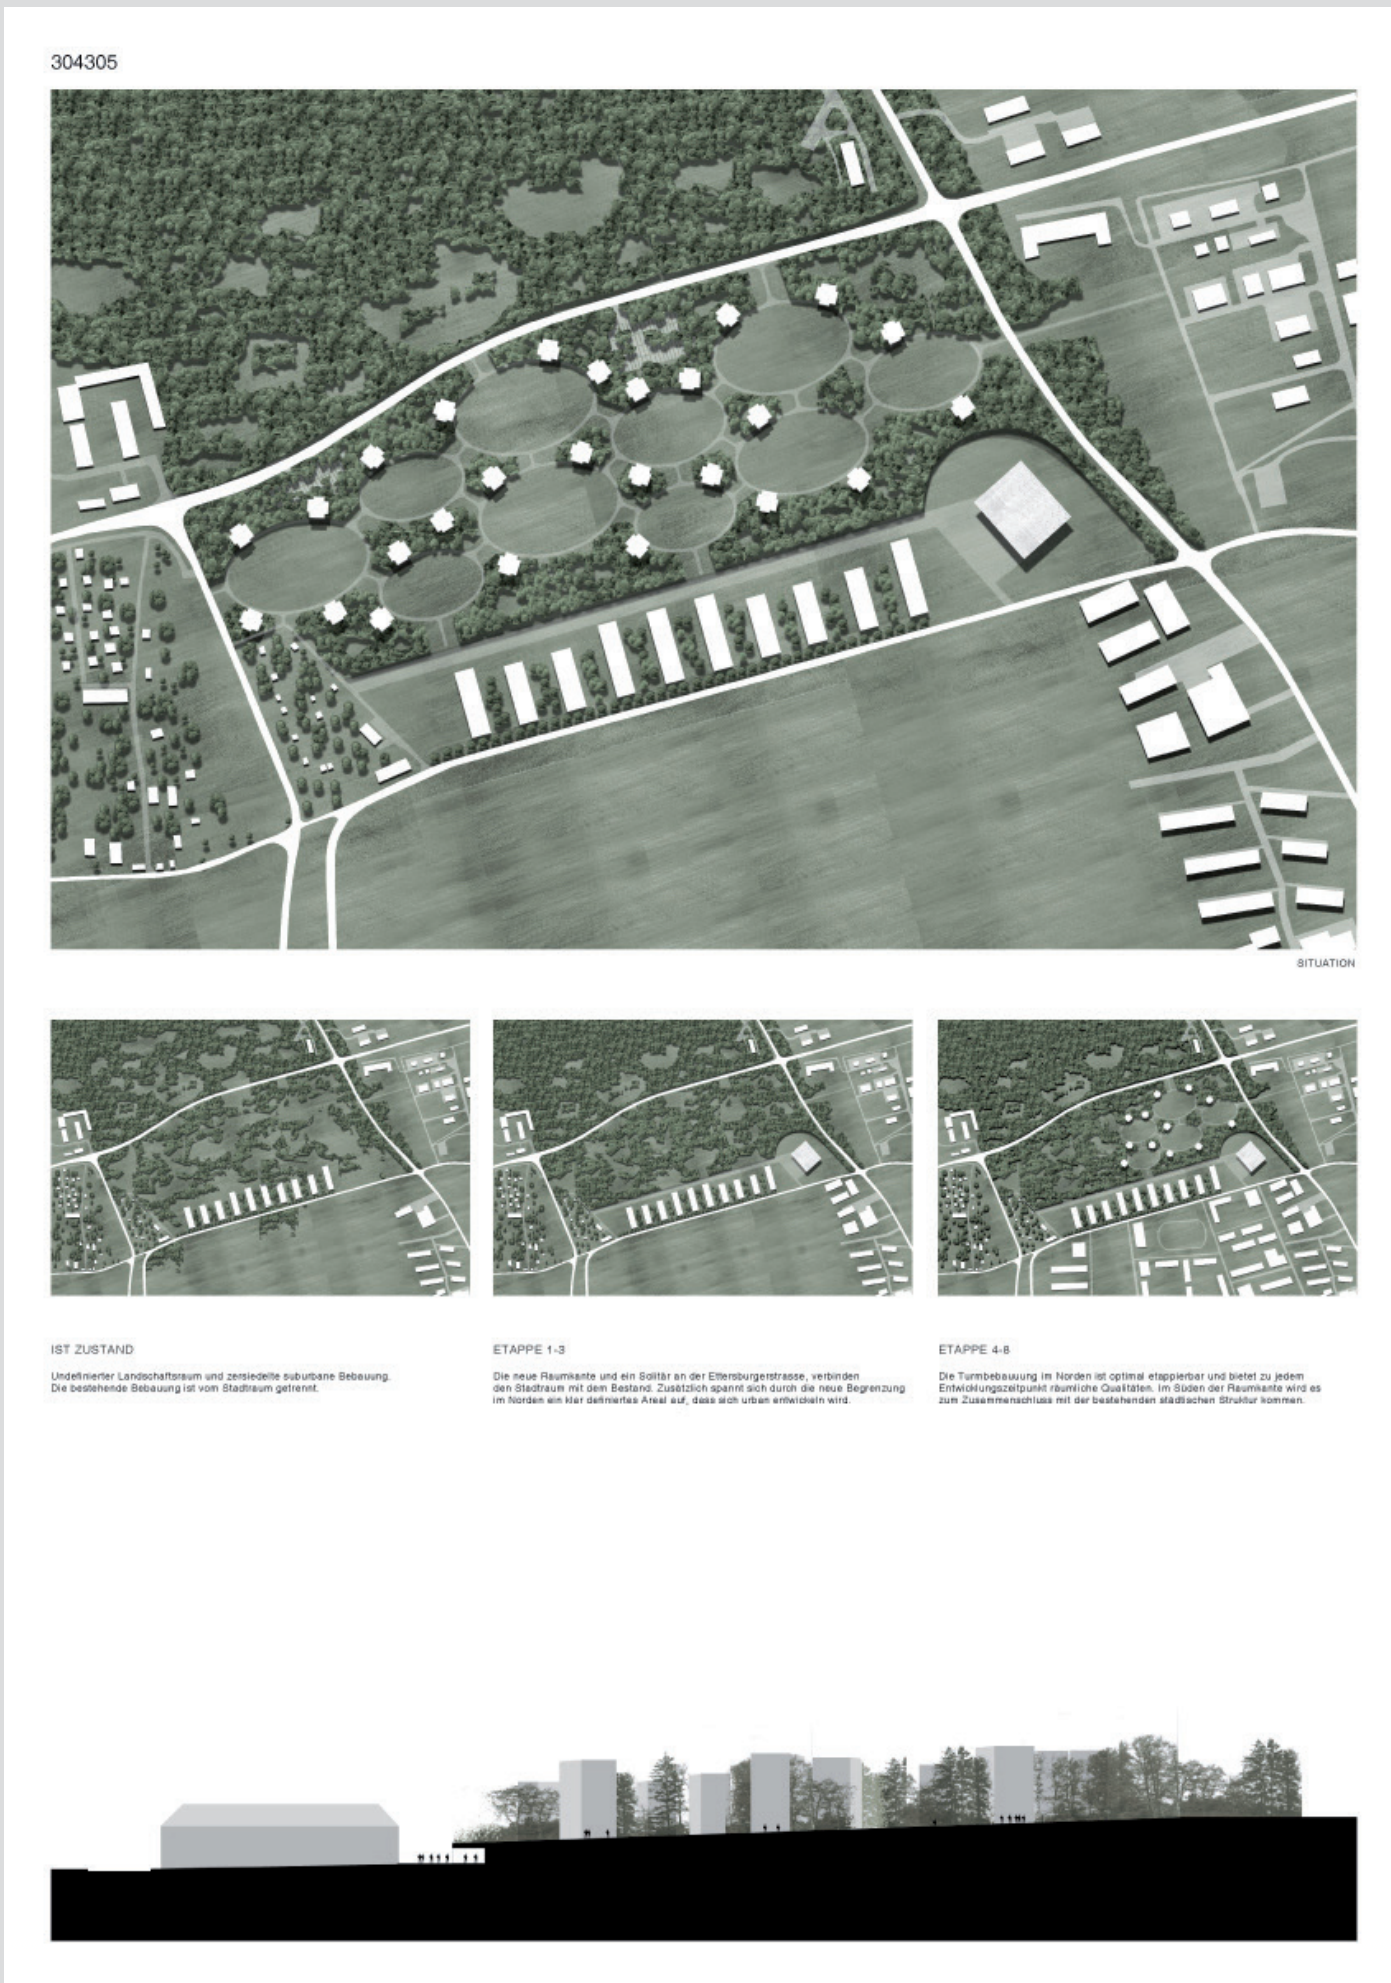 304305
SITUATION
IST ZUSTAND
Undefinierter Landschaftsraum und zersiedelte suburbane Bebauung.
Die bestehende Bebauung ist vom Stadtraum getrennt.
ETAPPE 1-3
Die neue Raumkante und ein Solitär an der Ettersburgerstrasse, verbinden
den Stadtraum mit dem Bestand. Zusätzlich spannt sich durch die neue Begrenzung
im Norden ein klar definiertes Areal auf, dass sich urban entwickeln wird.
ETAPPE 4-8
Die Turmbebauung im Norden ist optimal etappierbar und bietet zu jedem
Entwicklungszeitpunkt räumliche Qualitäten. Im Süden der Raumkante wird es
zum Zusammenschluss mit der bestehenden städtischen Struktur kommen.